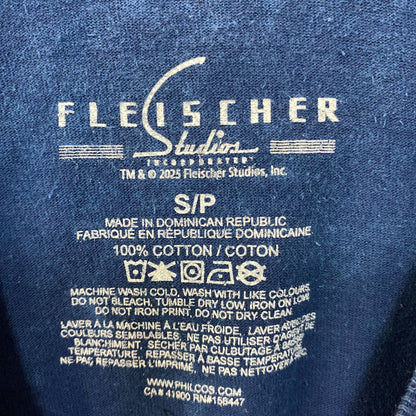 FLEISCHER
Studios
INCORPORATED
TM & © 2025 Fleischer Studios, Inc.
S/P
MADE IN DOMINICAN REPUBLIC
FABRIQUÉ EN RÉPUBLIQUE DOMINICAINE
100% COTTON / COTON
MACHINE WASH COLD, WASH WITH LIKE COLOURS
DO NOT BLEACH, TUMBLE DRY LOW, IRON ON LOW
DO NOT IRON PRINT, DO NOT DRY CLEAN
LAVER À LA MACHINE À L'EAU FROIDE, LAVER AVEC DES
COULEURS SEMBLABLES, NE PAS UTILISER D'AGENT DE
BLANCHIMENT, SÉCHER PAR CULBUTAGE À BASSE
TEMPÉRATURE, REPASSER À BASSE TEMPÉRATURE
NE PAS REPASSER L'IMPRIMÉ, NE PAS NETTOYER À SEC
WWW.PHILCOS.COM
CA# 41900 RN#158447